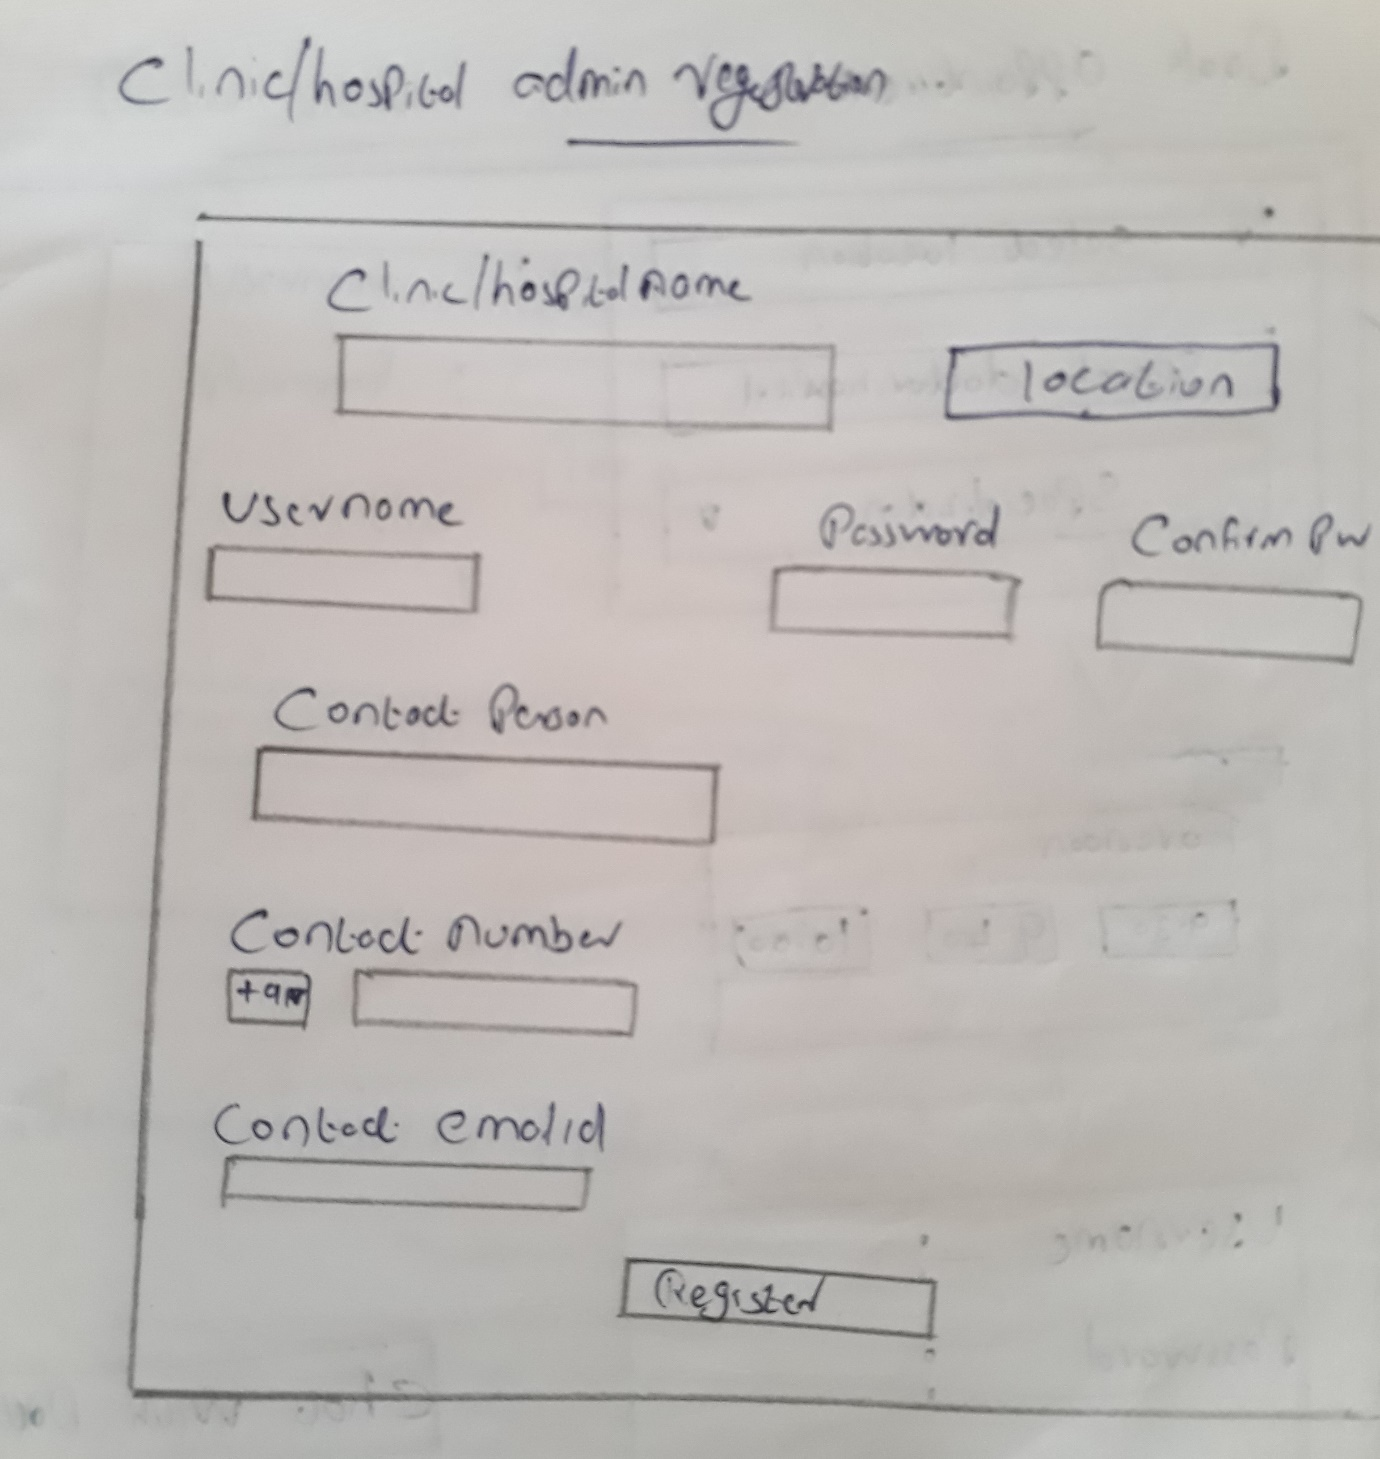 Clinic/hospital admin registration
Clinic/hospital name
location
Username
Password
Confirm Pw
Contact Person
Contact number
Contact emailid
Register